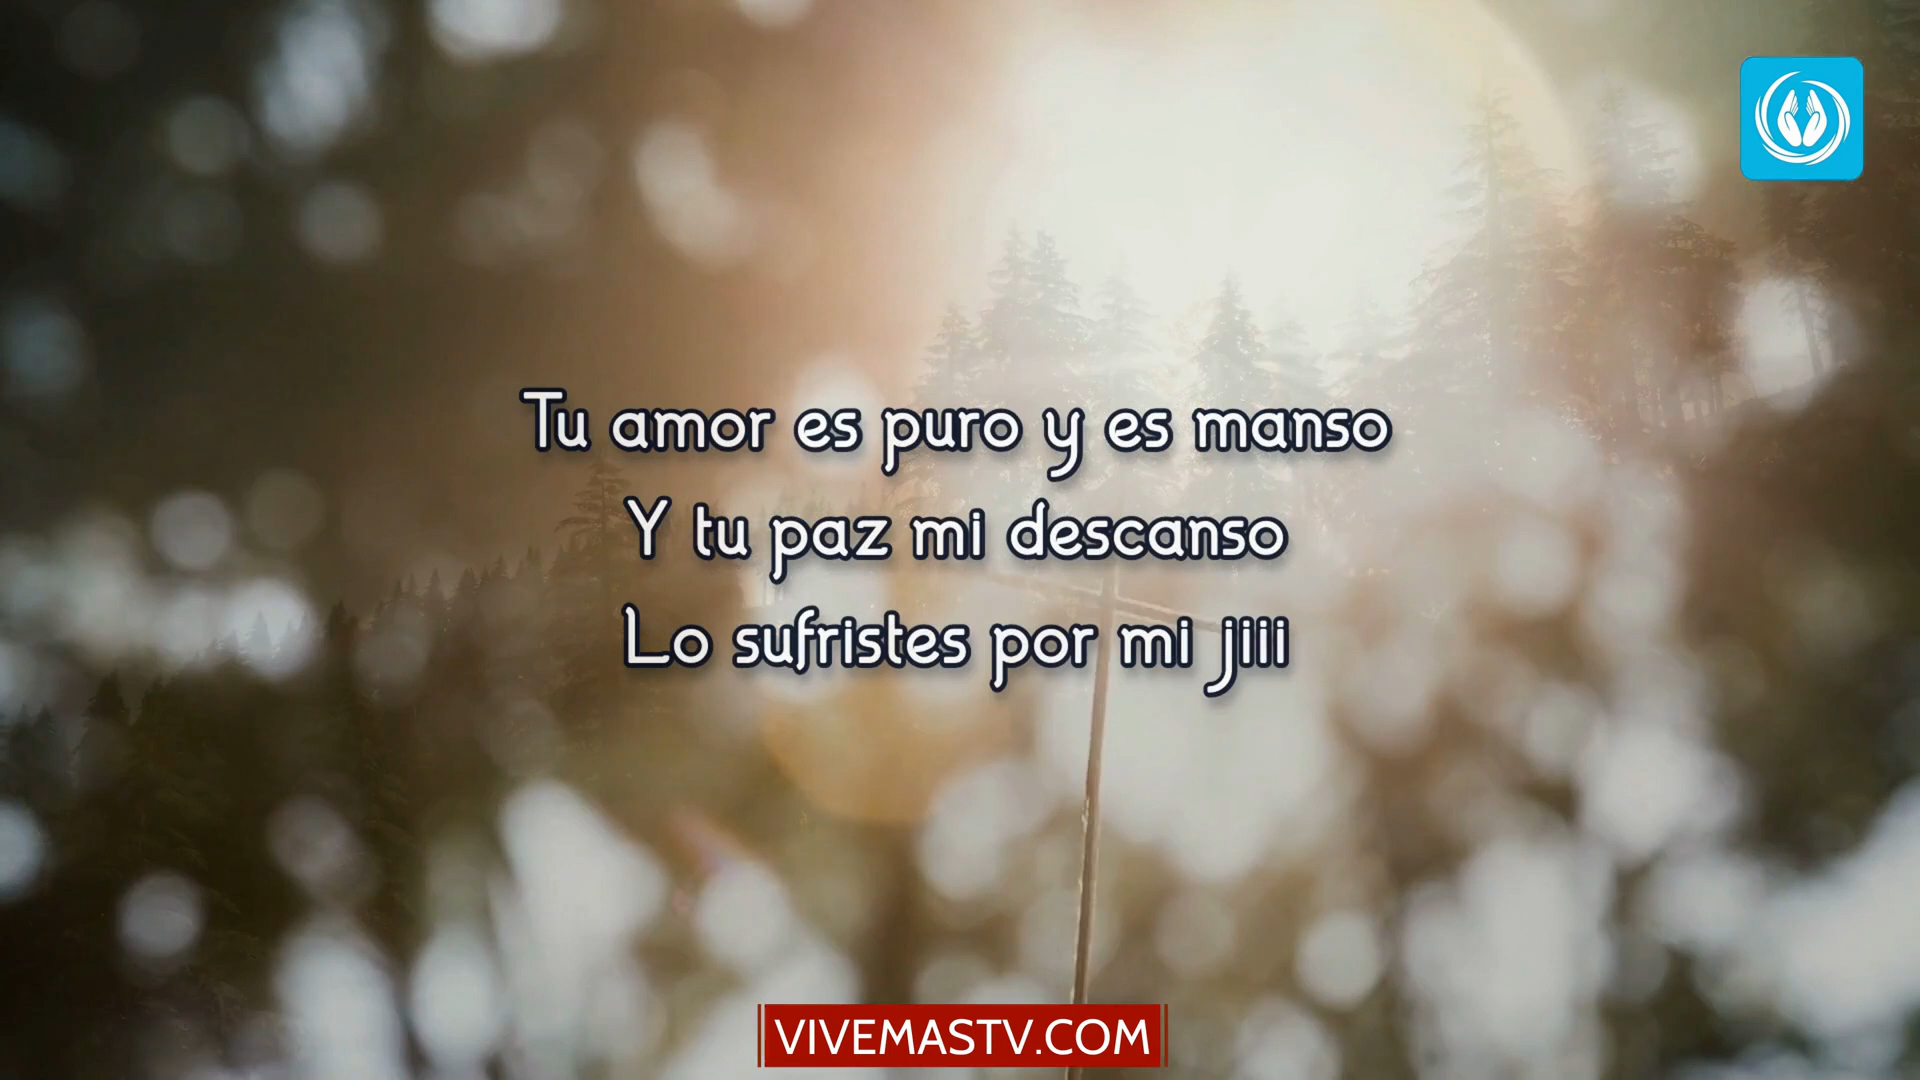 Tu amor es puro y es manso
Y tu paz mi descanso
Lo sufristes por mi jiii
VIVEMASTV.COM